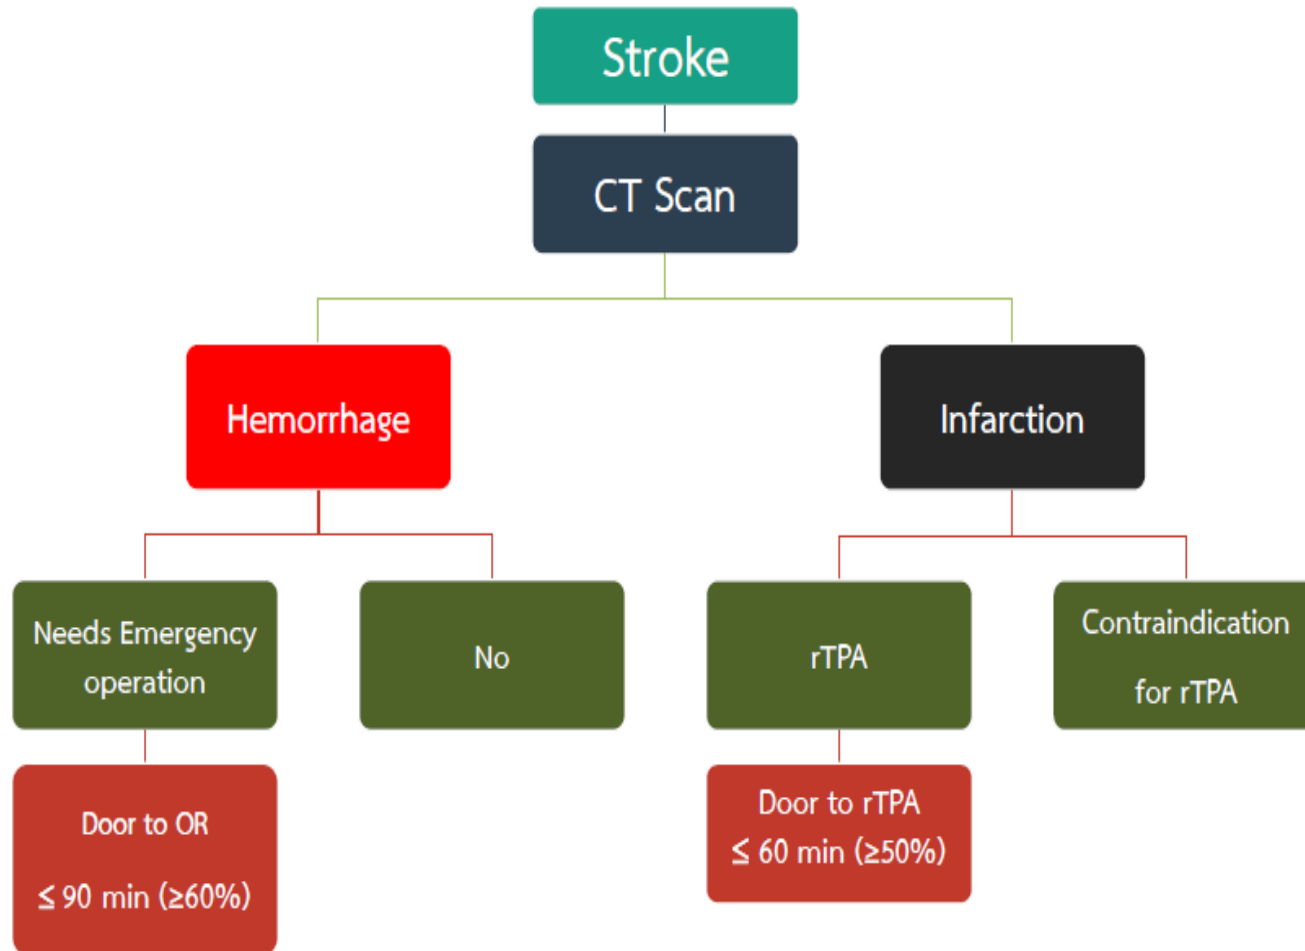 Stroke
CT Scan
Hemorrhage
Infarction
Needs Emergency
operation
No
rTPA
Contraindication
for rTPA
Door to OR
≤ 90 min (≥60%)
Door to rTPA
≤ 60 min (≥50%)